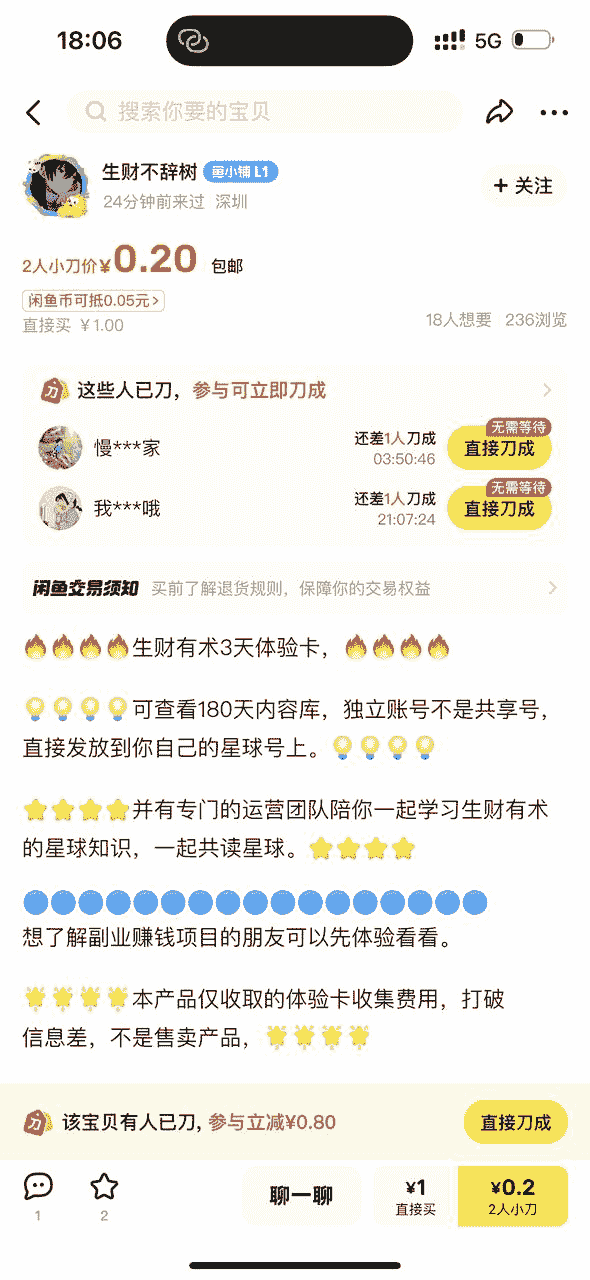 18:06
5G
搜索你要的宝贝
生财不辞树
鱼小铺 L1
24分钟前来过 深圳
+ 关注
2人小刀价¥0.20 包邮
闲鱼币可抵0.05元>
直接买 ¥1.00
18人想要 236浏览
刀 这些人已刀，参与可立即刀成
慢***家
还差1人刀成
03:50:46
无需等待
直接刀成
我***哦
还差1人刀成
21:07:24
无需等待
直接刀成
闲鱼交易须知 买前了解退货规则，保障你的交易权益
🔥🔥🔥🔥生财有术3天体验卡，🔥🔥🔥🔥
💡💡💡💡可查看180天内容库，独立账号不是共享号，
直接发放到你自己的星球号上。💡💡💡💡
⭐⭐⭐⭐并有专门的运营团队陪你一起学习生财有术
的星球知识，一起共读星球。⭐⭐⭐⭐
🔵🔵🔵🔵🔵🔵🔵🔵🔵🔵🔵🔵🔵🔵🔵🔵🔵
想了解副业赚钱项目的朋友可以先体验看看。
🌟🌟🌟🌟本产品仅收取的体验卡收集费用，打破
信息差，不是售卖产品，🌟🌟🌟🌟
刀 该宝贝有人已刀, 参与立减¥0.80
直接刀成
1
2
聊一聊
¥1
直接买
¥0.2
2人小刀